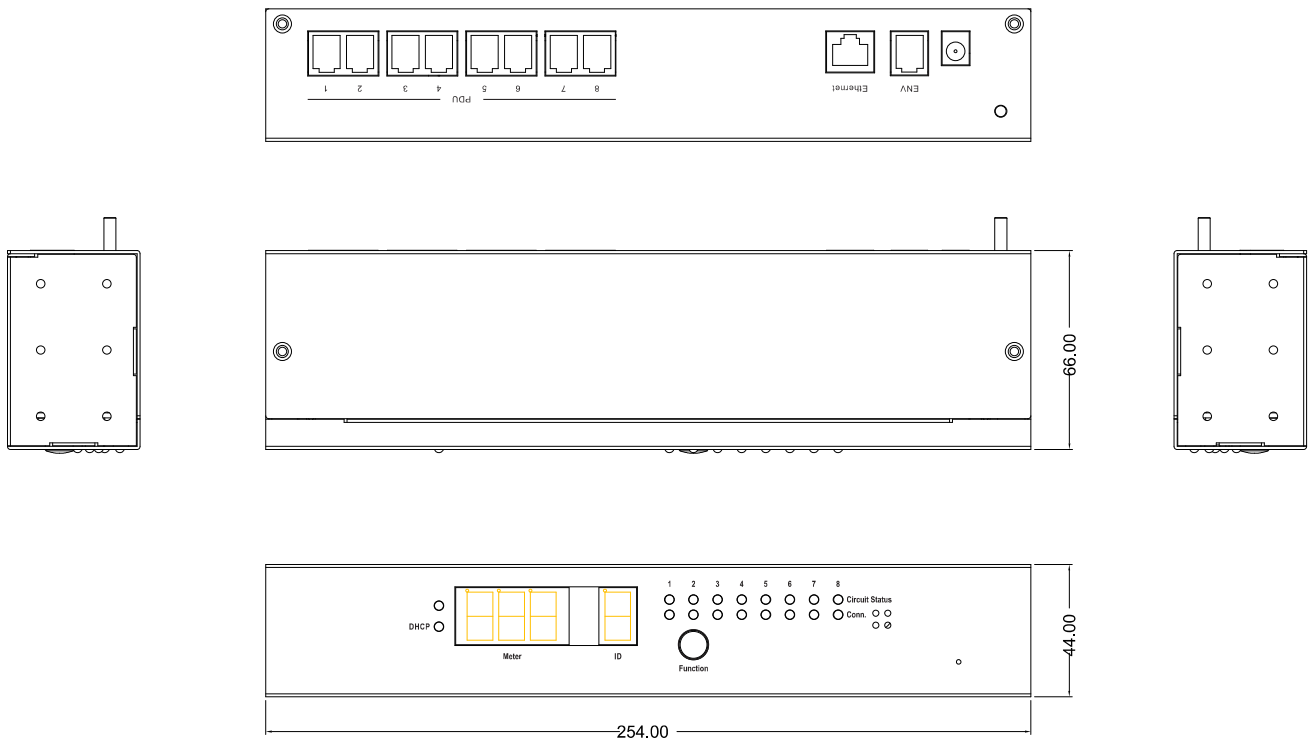 1 2 3 4 5 6 7 8
PDU
Ethernet
ENV
66.00
1 2 3 4 5 6 7 8
Circuit Status
DHCP
Conn.
Meter
ID
Function
44.00
254.00